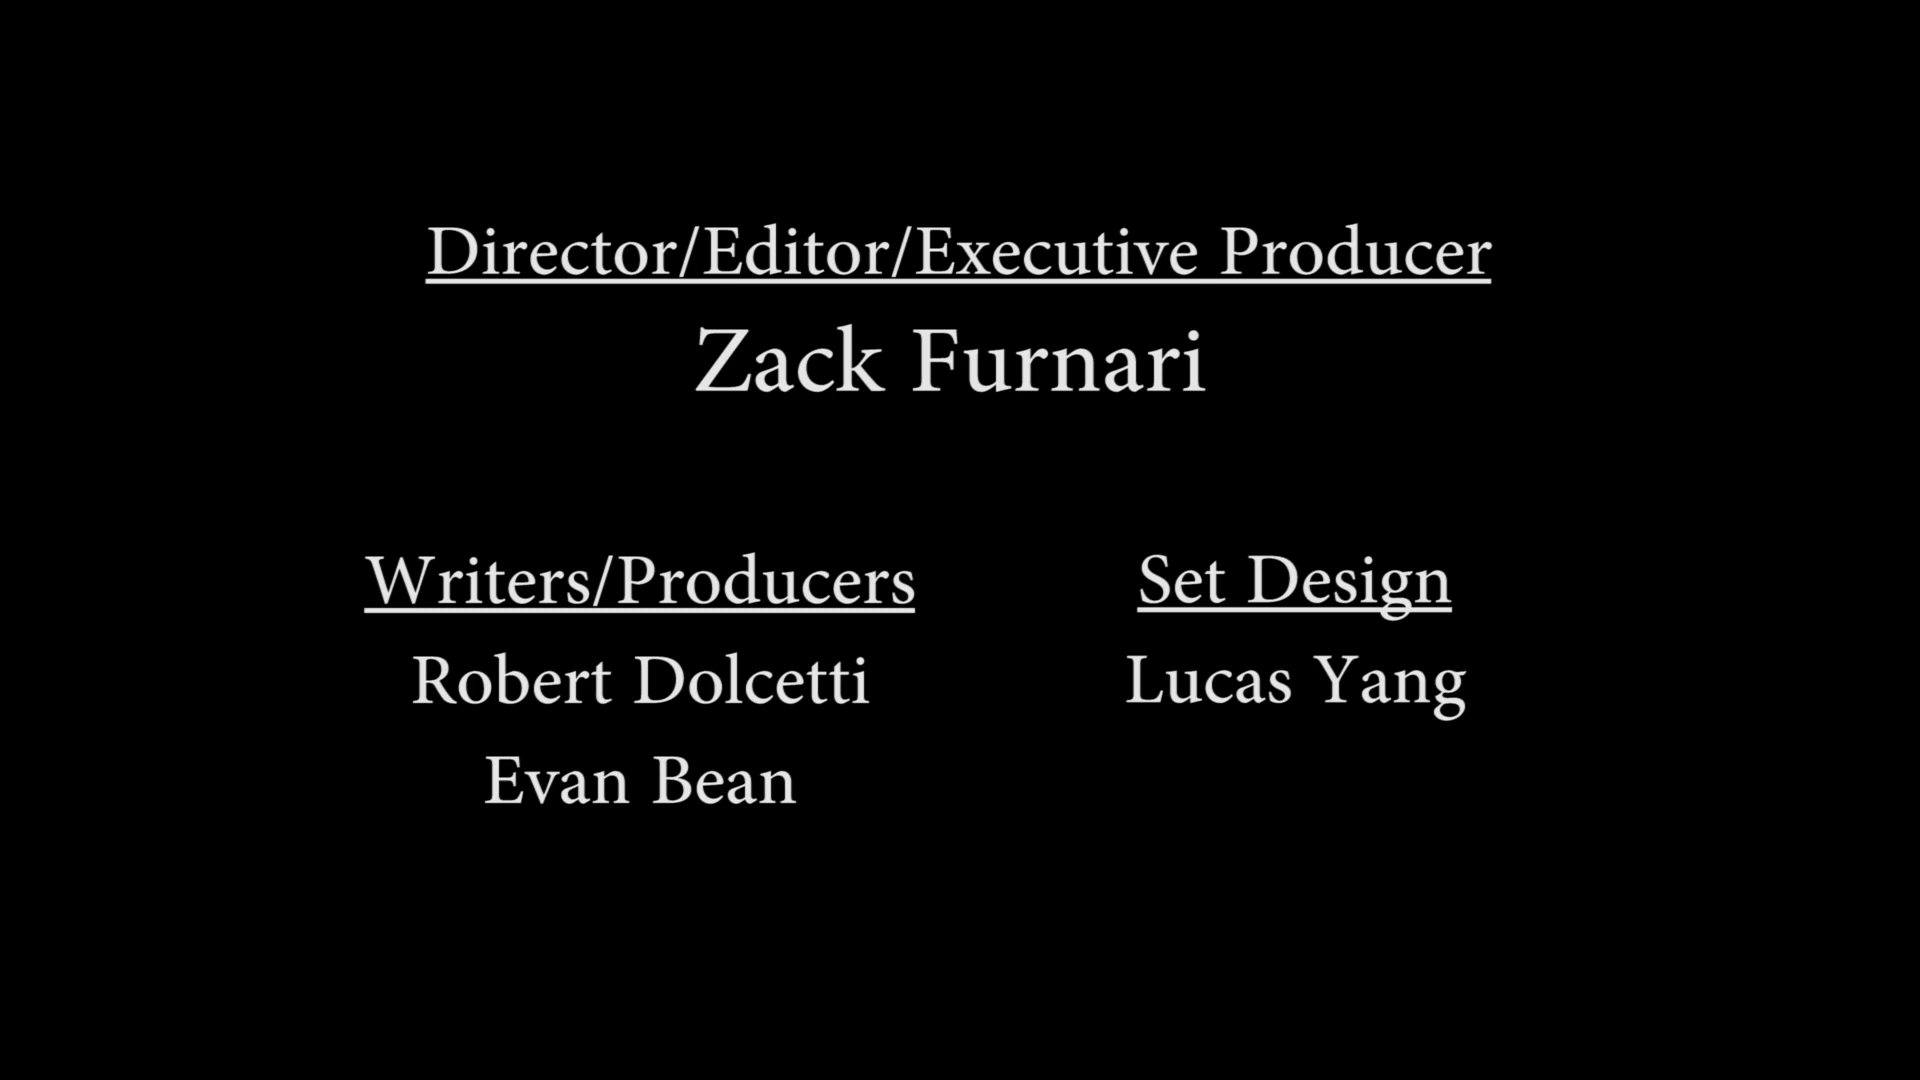 Director/Editor/Executive Producer
Zack Furnari
Writers/Producers
Robert Dolcetti
Evan Bean
Set Design
Lucas Yang